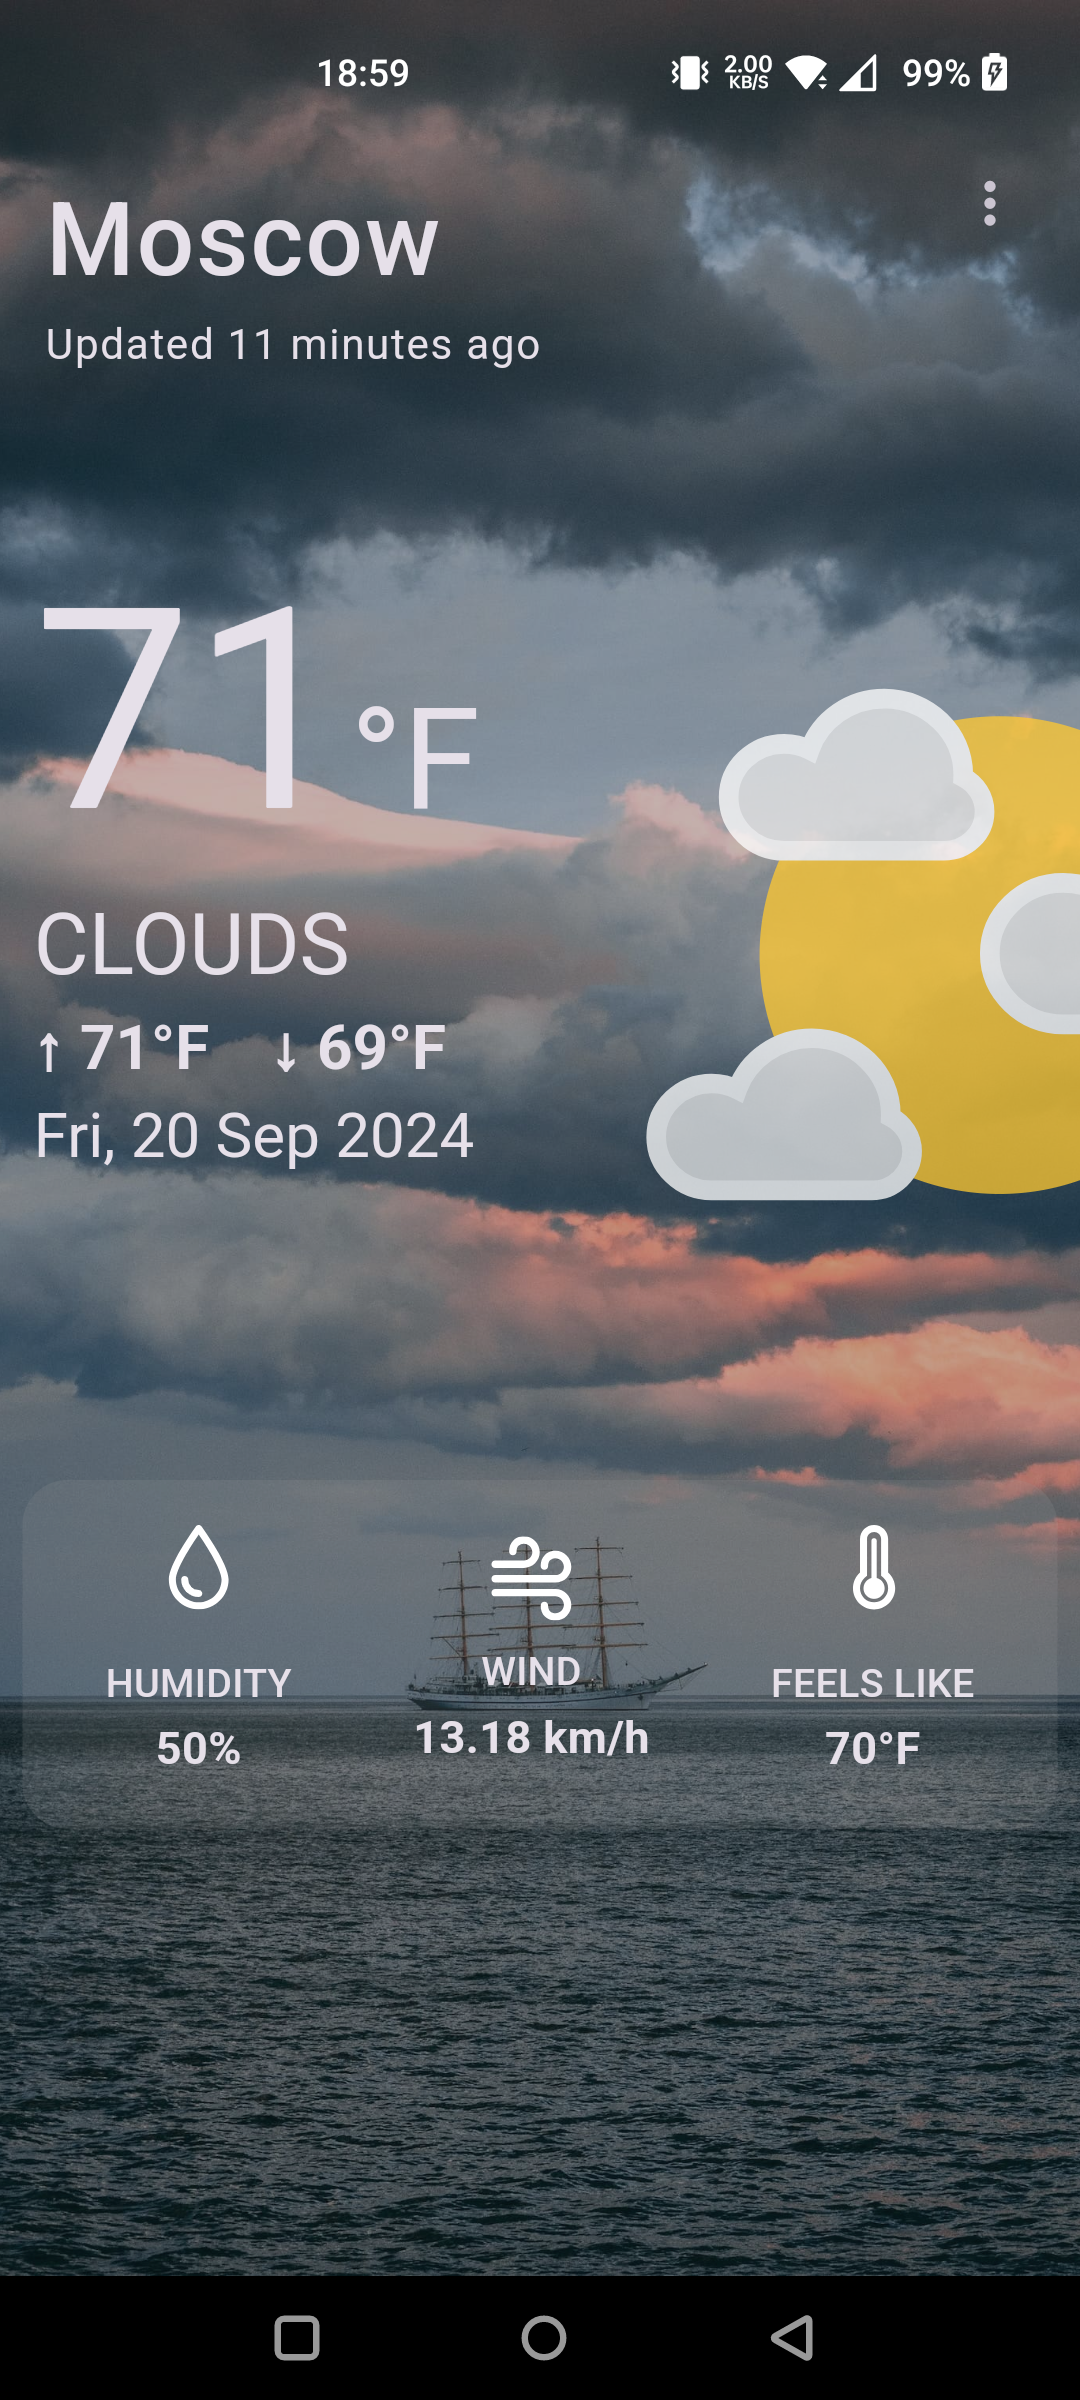 18:59
2.00
KB/S
99%
Moscow
Updated 11 minutes ago
71 °F
CLOUDS
↑ 71°F ↓ 69°F
Fri, 20 Sep 2024
HUMIDITY WIND FEELS LIKE
50% 13.18 km/h 70°F